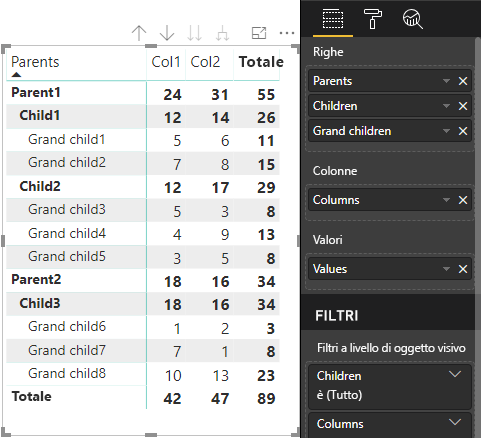 Parents Col1 Col2 Totale
Parent1 24 31 55
Child1 12 14 26
Grand child1 5 6 11
Grand child2 7 8 15
Child2 12 17 29
Grand child3 5 3 8
Grand child4 4 9 13
Grand child5 3 5 8
Parent2 18 16 34
Child3 18 16 34
Grand child6 1 2 3
Grand child7 7 1 8
Grand child8 10 13 23
Totale 42 47 89
Righe
Parents
Children
Grand children
Colonne
Columns
Valori
Values
FILTRI
Filtri a livello di oggetto visivo
Children
è (Tutto)
Columns